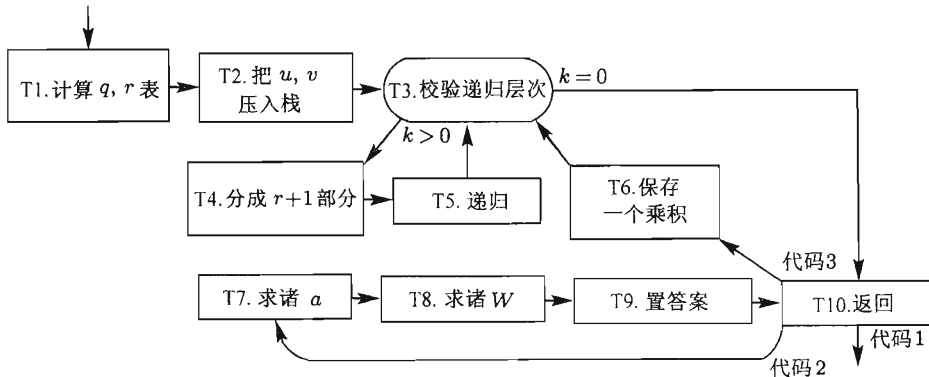 T1.计算 q, r 表
T2.把 u, v
压入栈
T3.校验递归层次
k=0
k>0
T4.分成 r+1 部分
T5.递归
T6.保存
一个乘积
代码3
T7.求诸 a
T8.求诸 W
T9.置答案
T10.返回
代码1
代码2